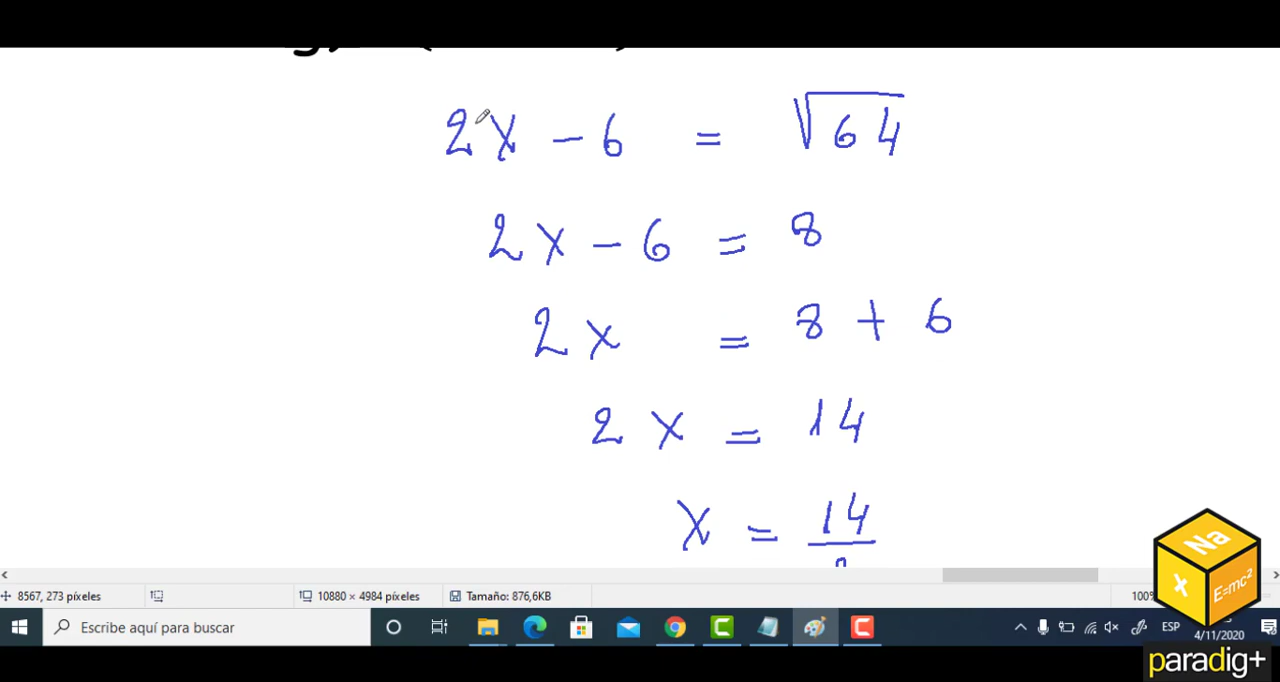 2x - 6 = √64
2x - 6 = 8
2x = 8 + 6
2x = 14
x = 14
8567, 273 píxeles
10880 × 4984 píxeles
Tamaño: 876,6KB
100%
Escribe aquí para buscar
ESP
4/11/2020
Na
X
E=mc²
paradig+